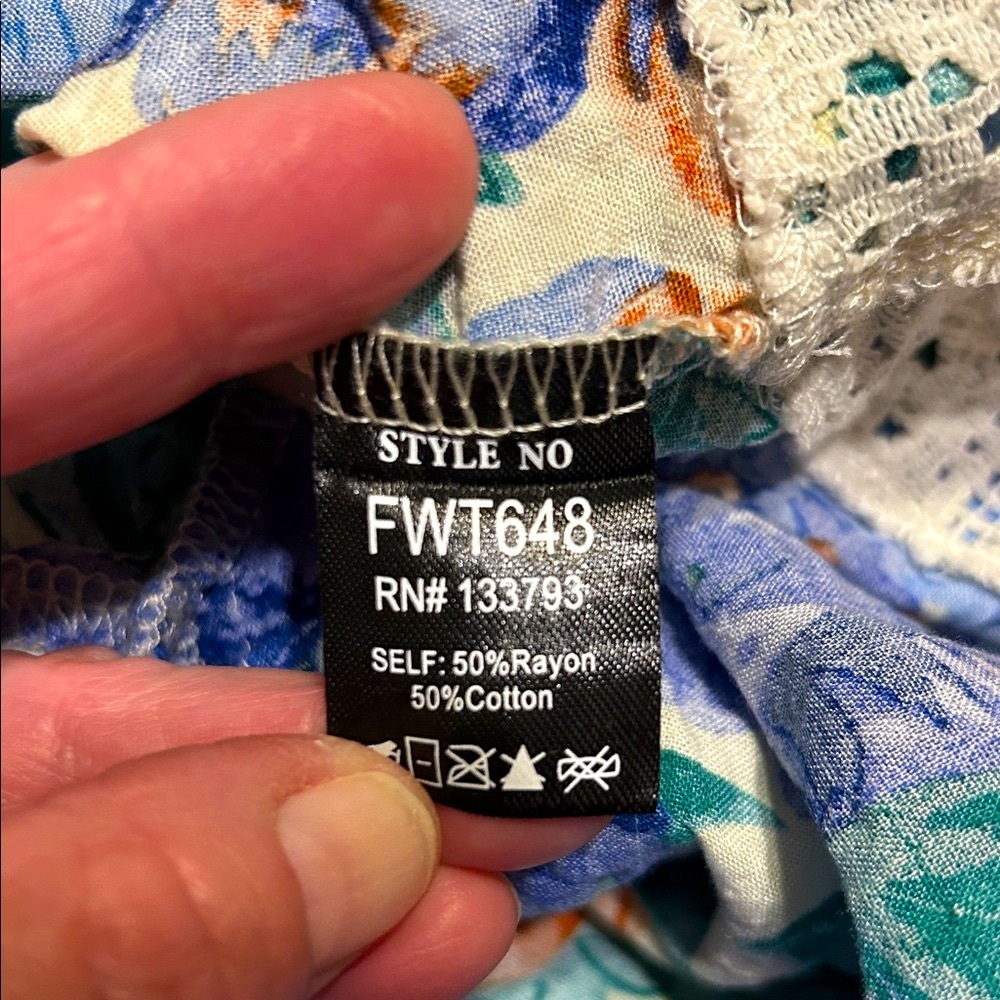 STYLE NO
FWT648
RN# 133793
SELF: 50%Rayon
50%Cotton